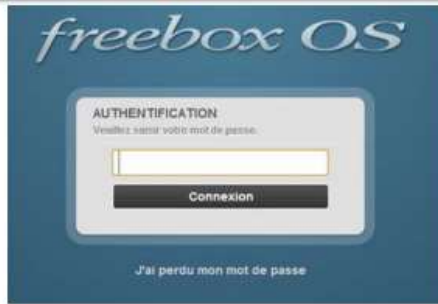 freebox OS
AUTHENTIFICATION
Veuillez saisir votre mot de passe.
Connexion
J'ai perdu mon mot de passe